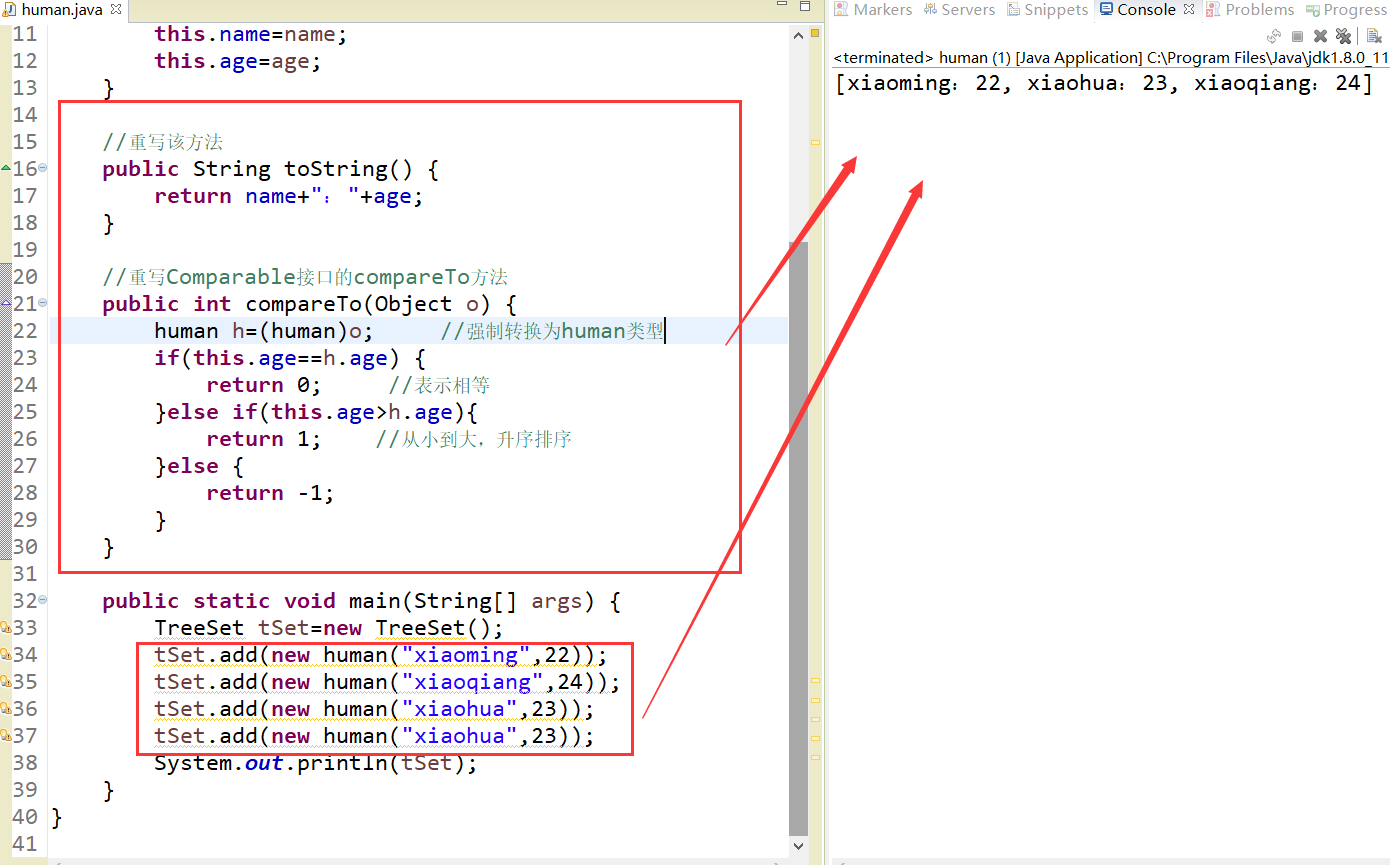 human.java
11 this.name=name;
12 this.age=age;
13 }
14
15 //重写该方法
16 public String toString() {
17 return name+"："+age;
18 }
19
20 //重写Comparable接口的compareTo方法
21 public int compareTo(Object o) {
22 human h=(human)o; //强制转换为human类型
23 if(this.age==h.age) {
24 return 0; //表示相等
25 }else if(this.age>h.age){
26 return 1; //从小到大，升序排序
27 }else {
28 return -1;
29 }
30 }
31
32 public static void main(String[] args) {
33 TreeSet tSet=new TreeSet();
34 tSet.add(new human("xiaoming",22));
35 tSet.add(new human("xiaoqiang",24));
36 tSet.add(new human("xiaohua",23));
37 tSet.add(new human("xiaohua",23));
38 System.out.println(tSet);
39 }
40 }
41
Markers Servers Snippets Console Problems Progress
<terminated> human (1) [Java Application] C:\Program Files\Java\jdk1.8.0_11
[xiaoming：22, xiaohua：23, xiaoqiang：24]